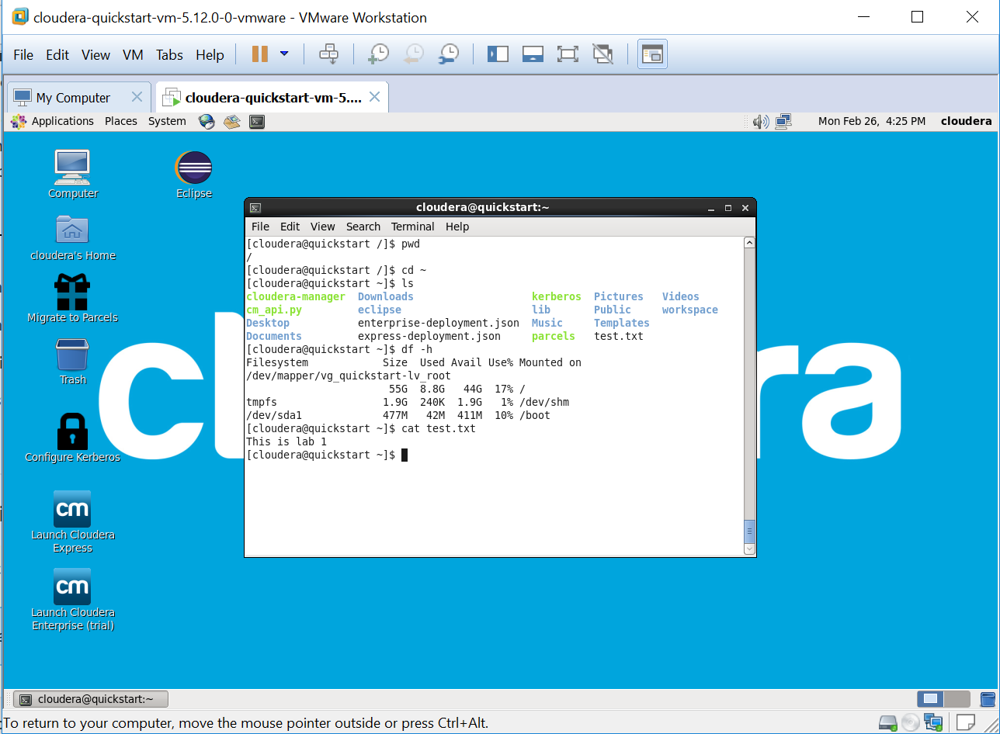 cloudera-quickstart-vm-5.12.0-0-vmware - VMware Workstation
File Edit View VM Tabs Help
My Computer cloudera-quickstart-vm-5....
Applications Places System Mon Feb 26, 4:25 PM cloudera
Computer
Eclipse
cloudera's Home
Migrate to Parcels
Trash
Configure Kerberos
cm
Launch Cloudera
Express
cm
Launch Cloudera
Enterprise (trial)
cloudera@quickstart:~
File Edit View Search Terminal Help
[cloudera@quickstart /]$ pwd
/
[cloudera@quickstart /]$ cd ~
[cloudera@quickstart ~]$ ls
cloudera-manager Downloads kerberos Pictures Videos
cm_api.py eclipse lib Public workspace
Desktop enterprise-deployment.json Music Templates
Documents express-deployment.json parcels test.txt
[cloudera@quickstart ~]$ df -h
Filesystem Size Used Avail Use% Mounted on
/dev/mapper/vg_quickstart-lv_root
55G 8.8G 44G 17% /
tmpfs 1.9G 240K 1.9G 1% /dev/shm
/dev/sda1 477M 42M 411M 10% /boot
[cloudera@quickstart ~]$ cat test.txt
This is lab 1
[cloudera@quickstart ~]$
cloudera@quickstart:~
To return to your computer, move the mouse pointer outside or press Ctrl+Alt.